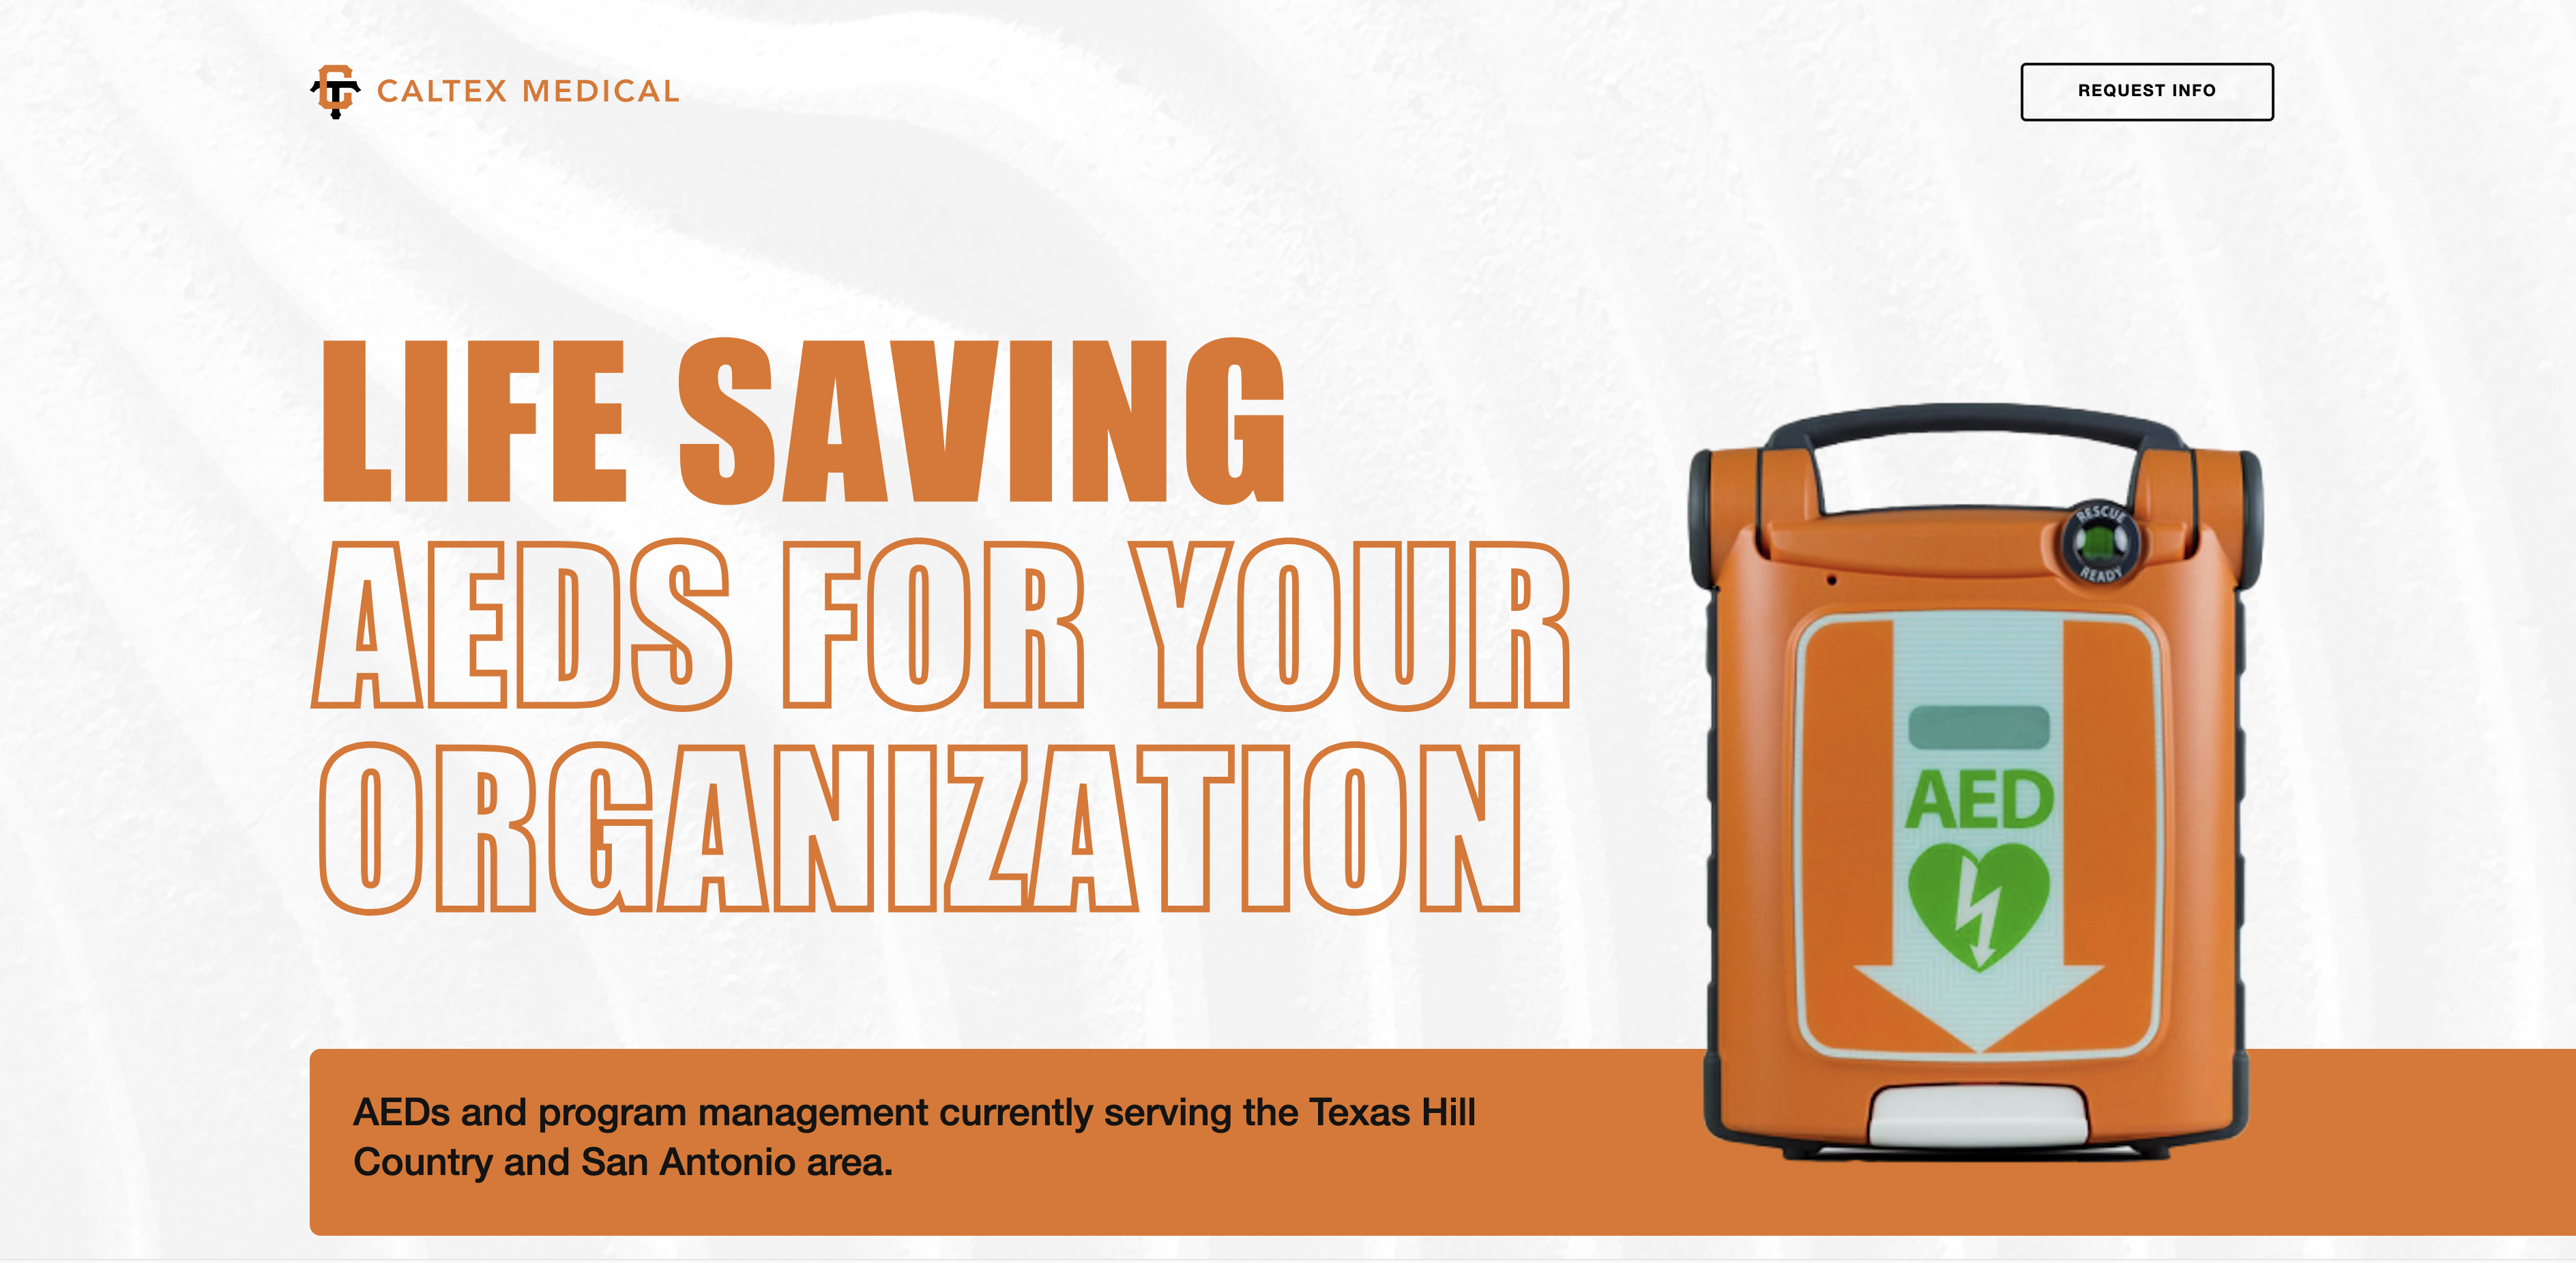 CALTEX MEDICAL
REQUEST INFO
LIFE SAVING
AEDS FOR YOUR
ORGANIZATION
RESCUE
READY
AED
AEDs and program management currently serving the Texas Hill
Country and San Antonio area.